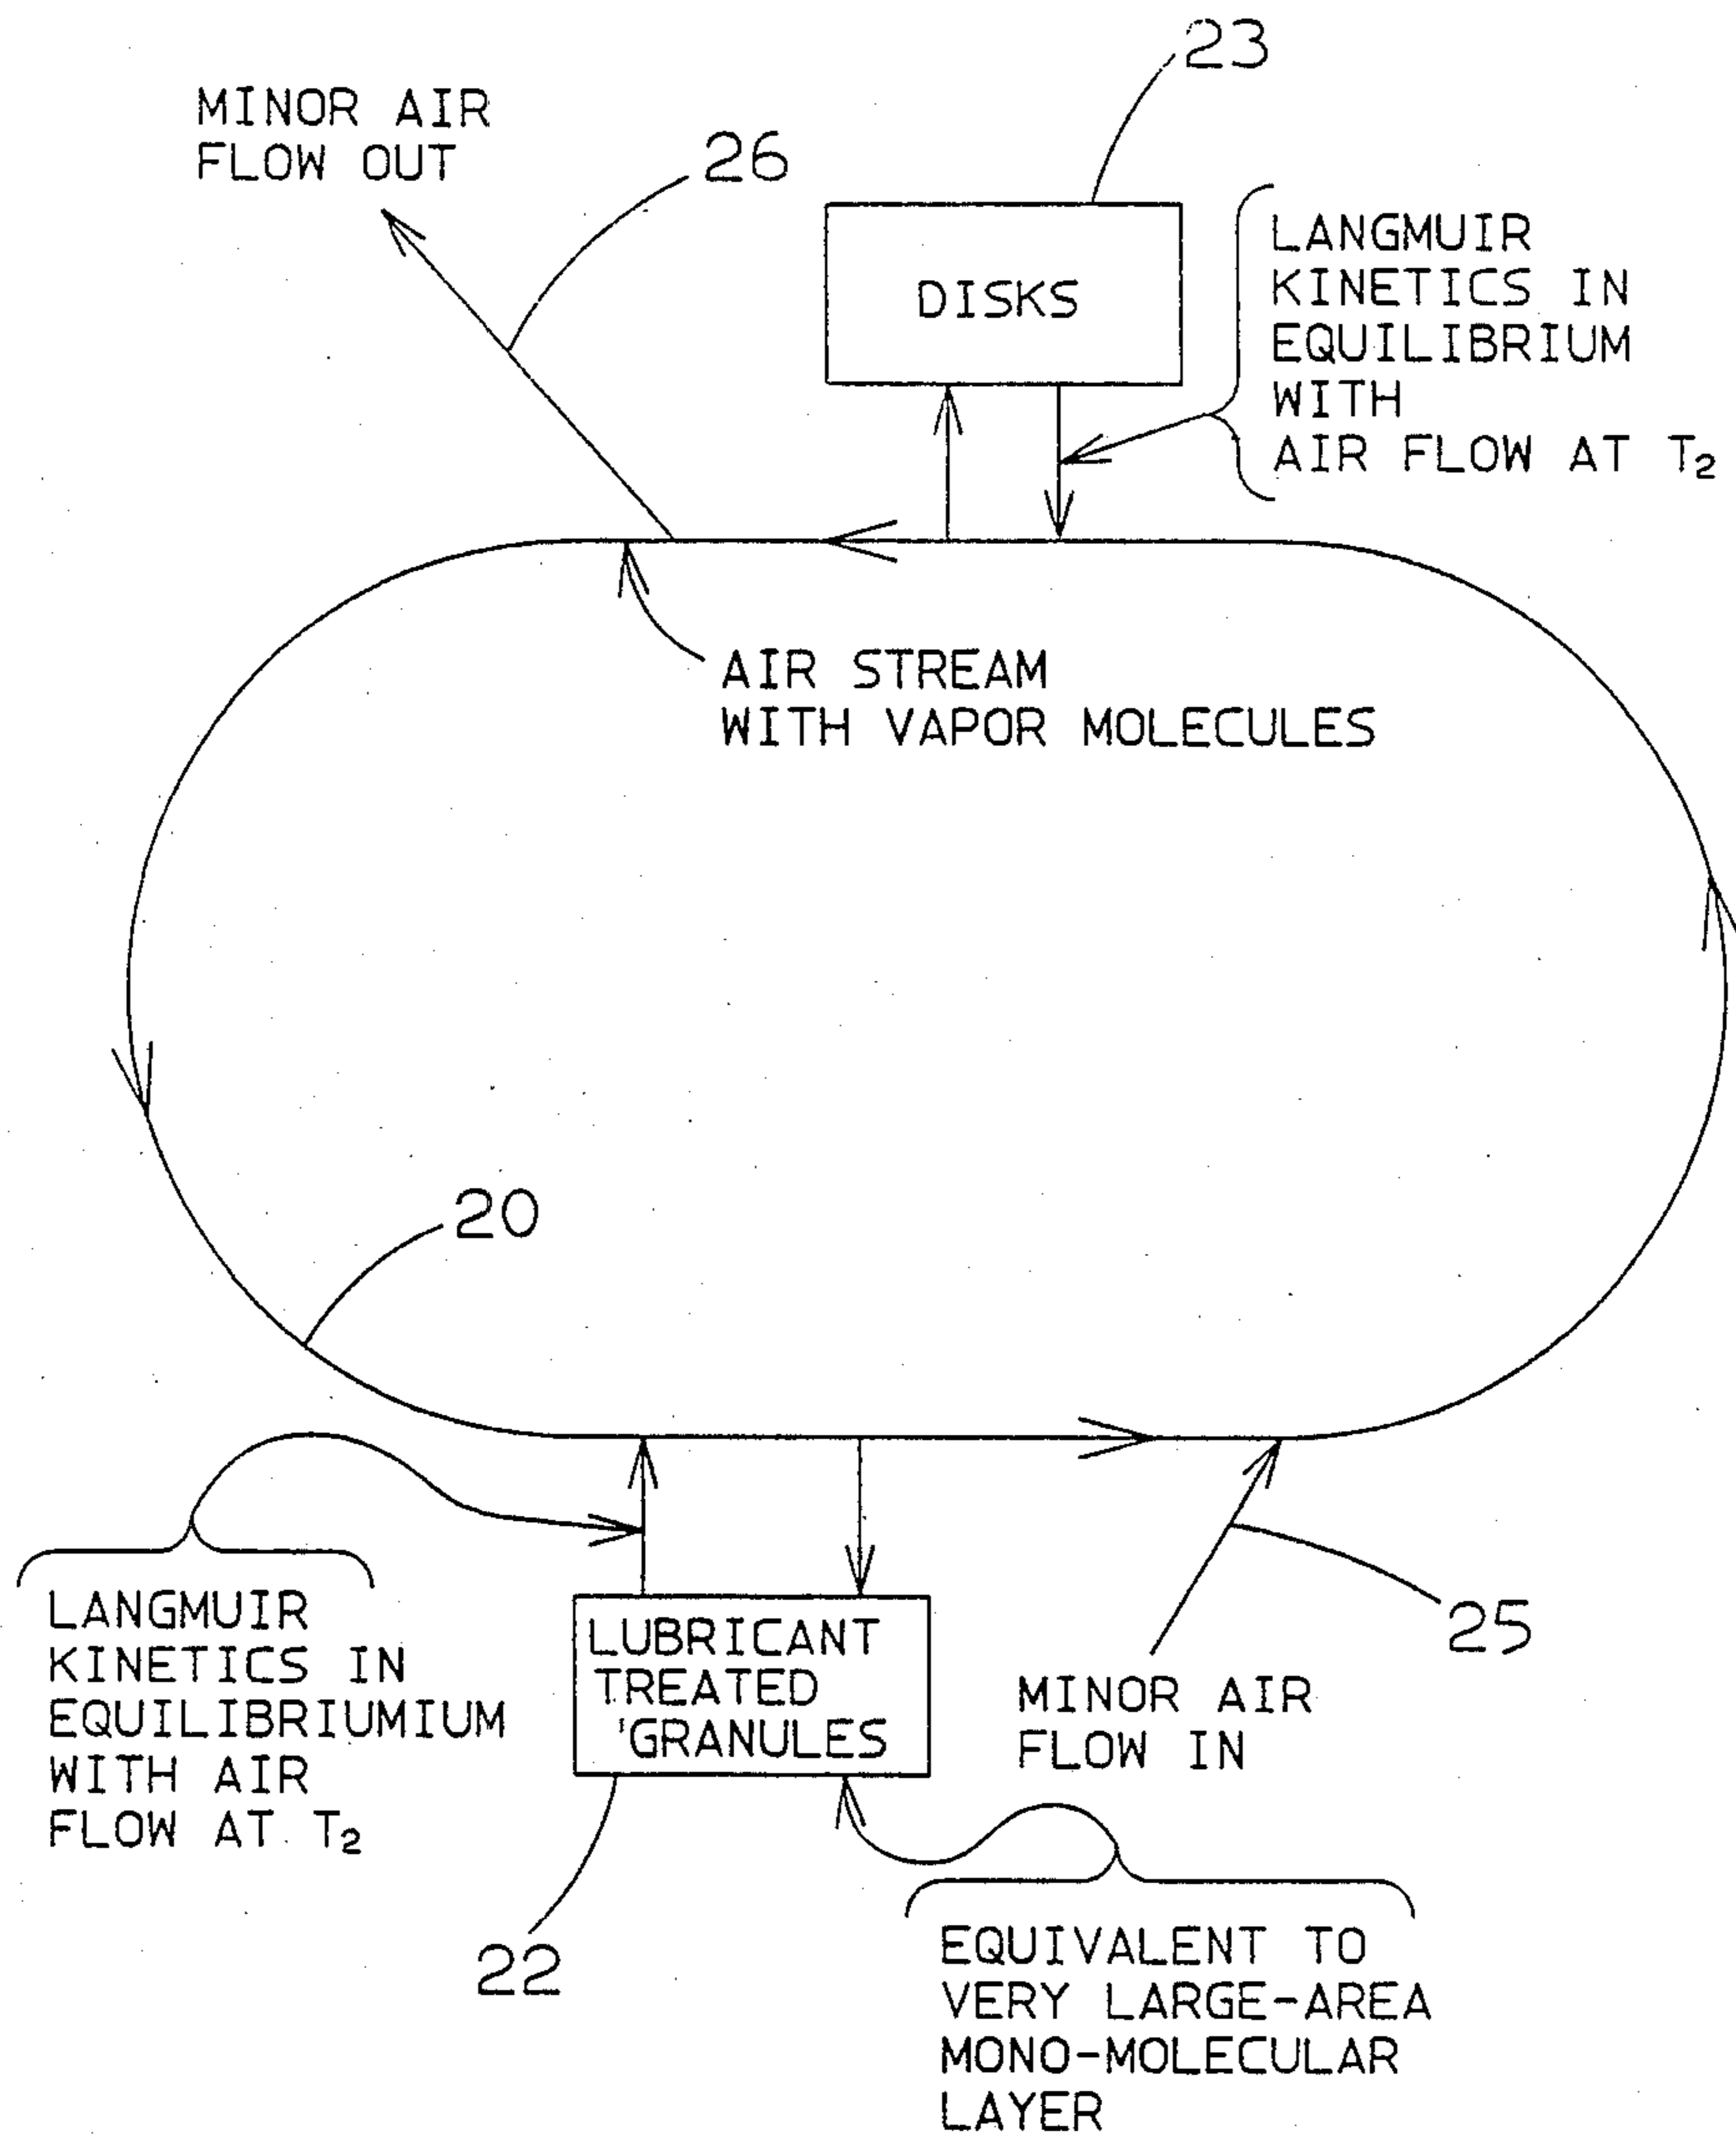 23
MINOR AIR
FLOW OUT
26
DISKS
LANGMUIR
KINETICS IN
EQUILIBRIUM
WITH
AIR FLOW AT T₂
AIR STREAM
WITH VAPOR MOLECULES
20
LANGMUIR
KINETICS IN
EQUILIBRIUMIUM
WITH AIR
FLOW AT T₂
LUBRICANT
TREATED
'GRANULES
MINOR AIR
FLOW IN
25
22
EQUIVALENT TO
VERY LARGE-AREA
MONO-MOLECULAR
LAYER